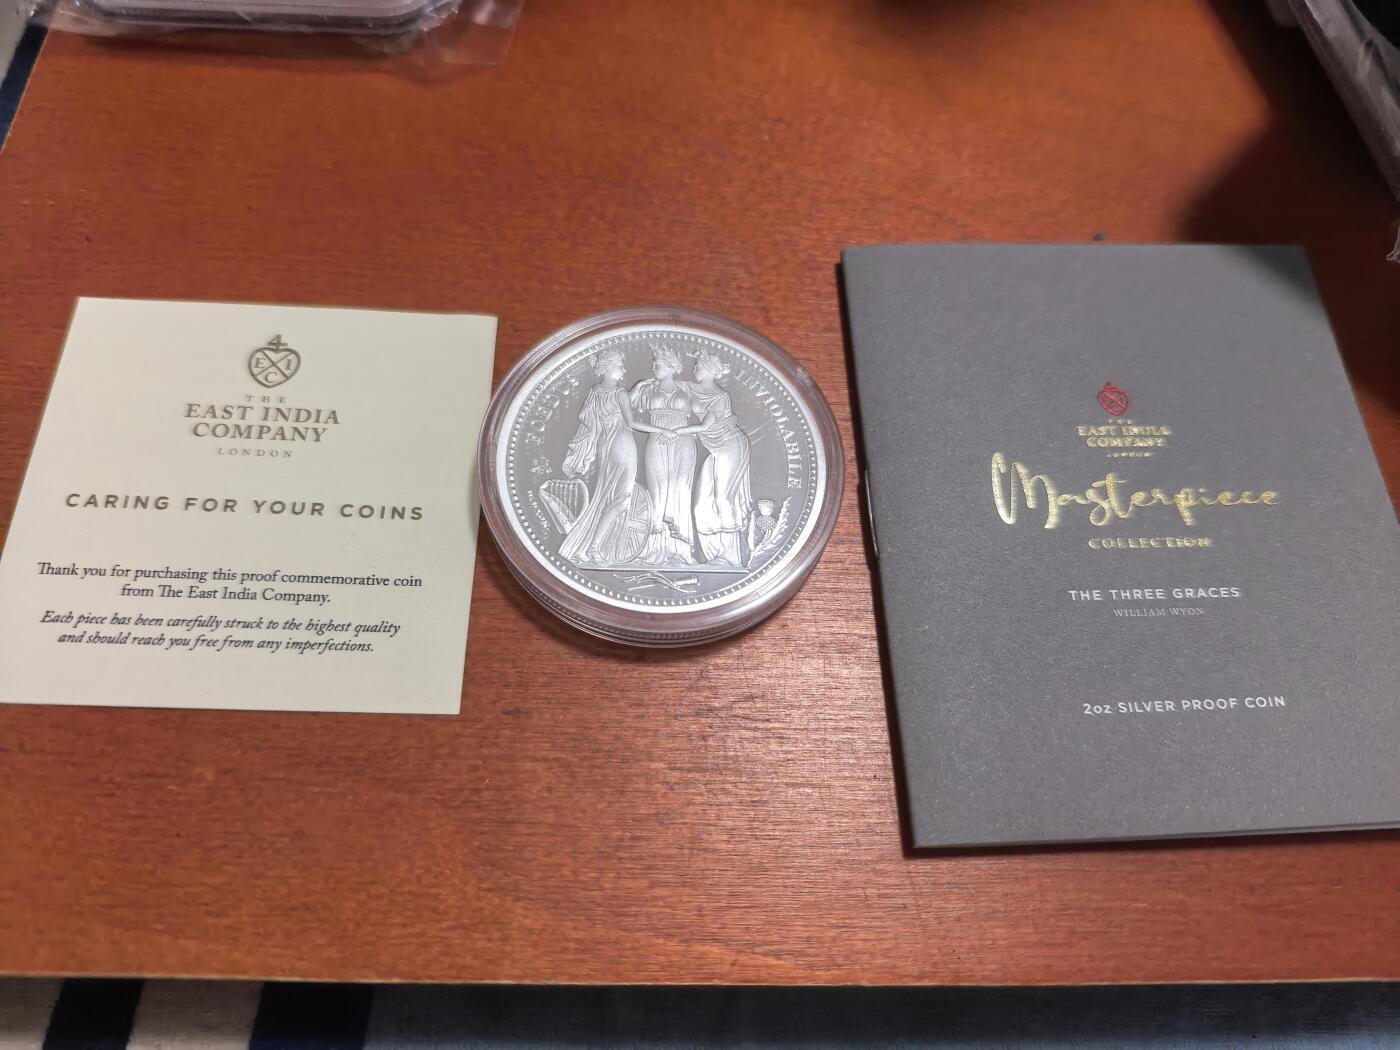 4
E I
C
THE
EAST INDIA
COMPANY
LONDON
CARING FOR YOUR COINS
Thank you for purchasing this proof commemorative coin
from The East India Company.
Each piece has been carefully struck to the highest quality
and should reach you free from any imperfections.
FOEDUS INVIOLABILE
THE
EAST INDIA
COMPANY
LONDON
Masterpiece
COLLECTION
THE THREE GRACES
WILLIAM WYON
2oz SILVER PROOF COIN